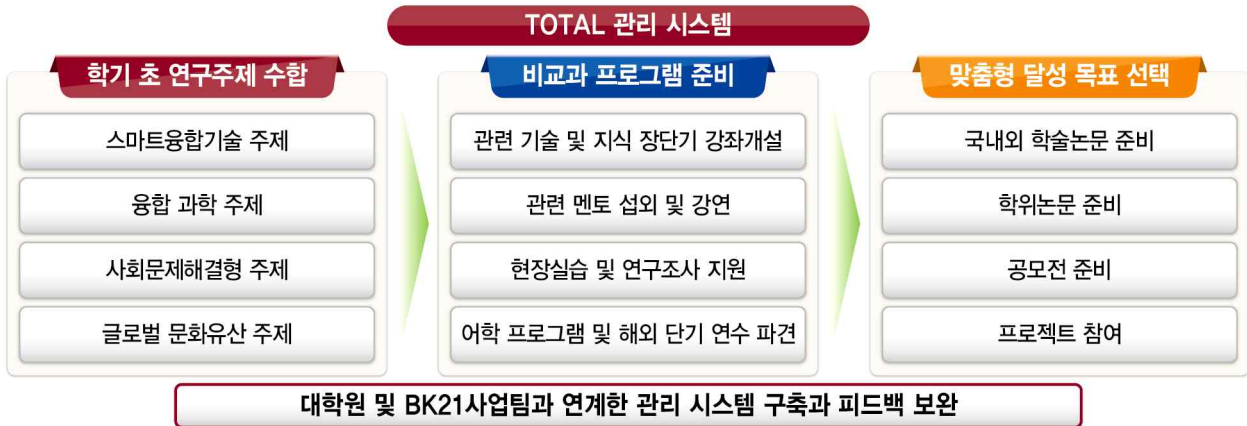 TOTAL 관리 시스템
학기 초 연구주제 수합
스마트융합기술 주제
융합 과학 주제
사회문제해결형 주제
글로벌 문화유산 주제
비교과 프로그램 준비
관련 기술 및 지식 장단기 강좌개설
관련 멘토 섭외 및 강연
현장실습 및 연구조사 지원
어학 프로그램 및 해외 단기 연수 파견
맞춤형 달성 목표 선택
국내외 학술논문 준비
학위논문 준비
공모전 준비
프로젝트 참여
대학원 및 BK21사업팀과 연계한 관리 시스템 구축과 피드백 보완